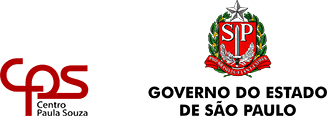 cps
Centro
Paula Souza
SP
GOVERNO DO ESTADO
DE SÃO PAULO